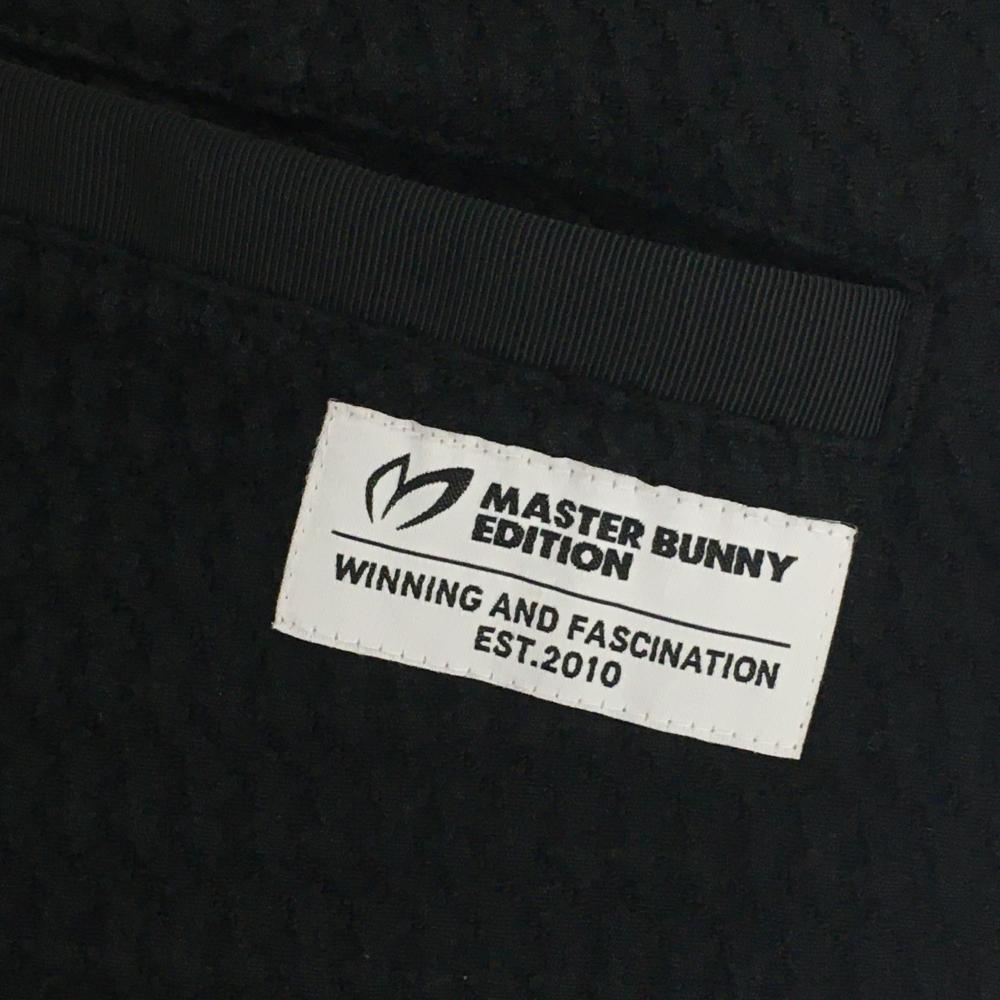 MASTER BUNNY
EDITION
WINNING AND FASCINATION
EST.2010